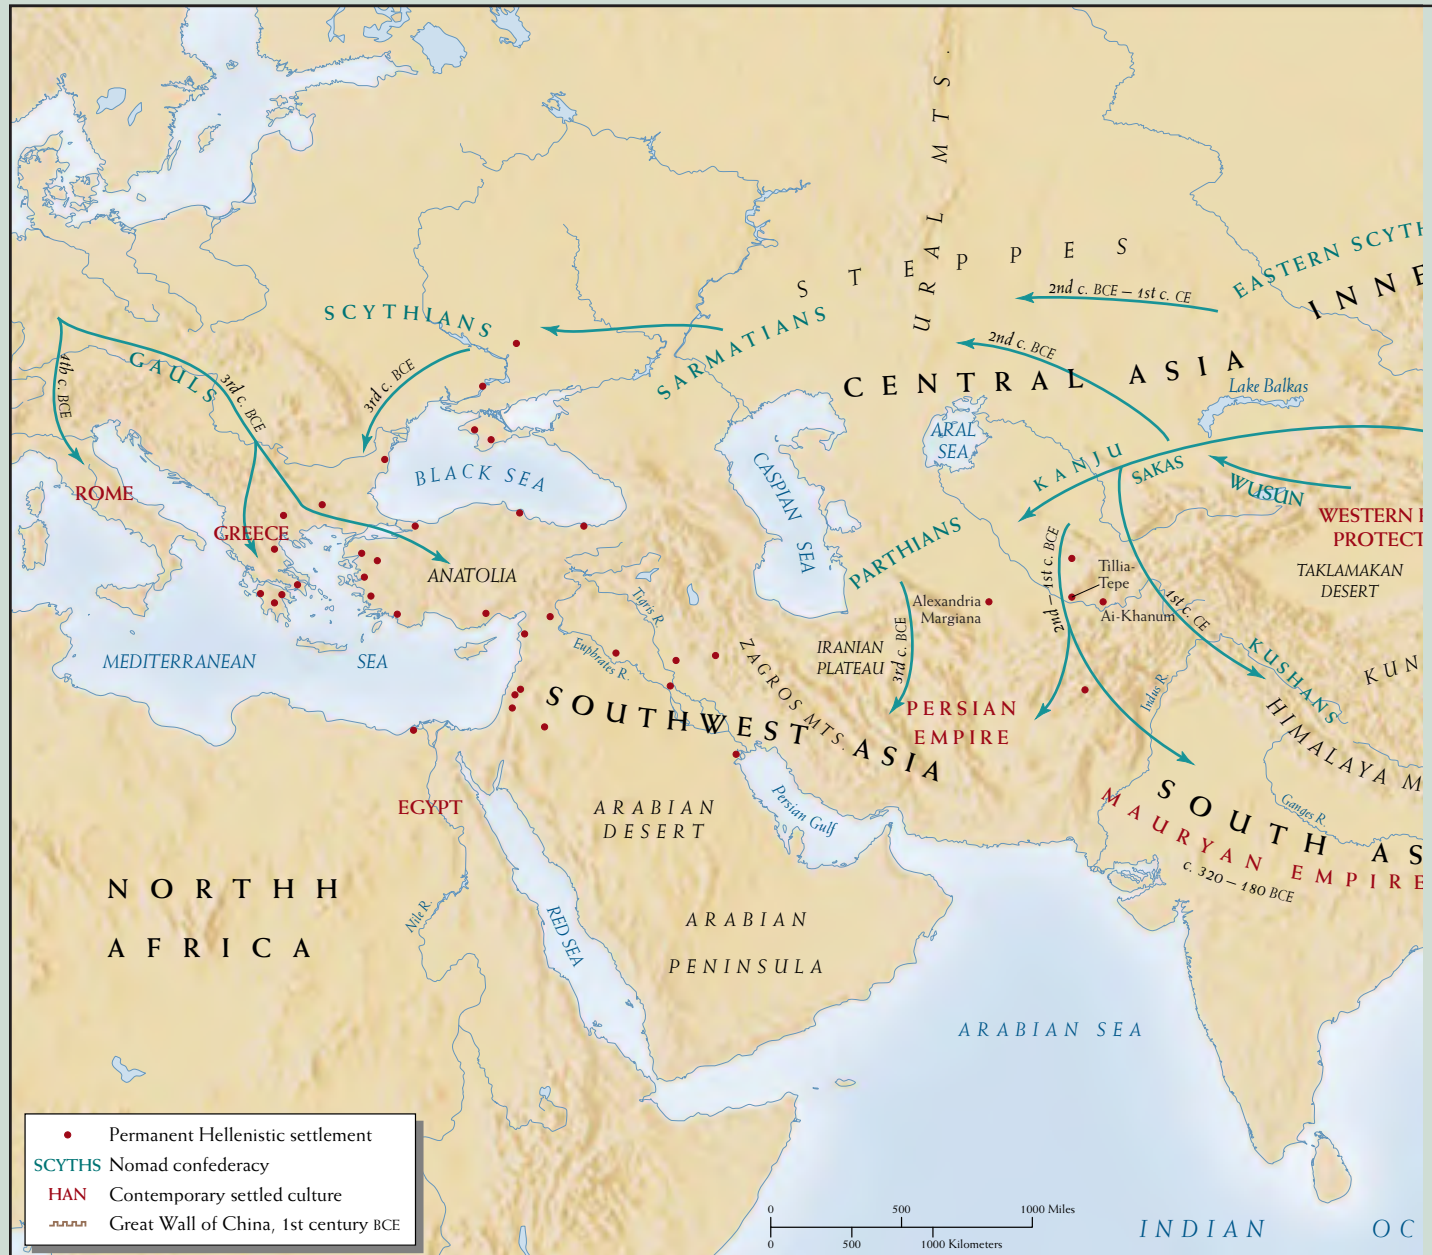 URAL MTS.
STEPPES
EASTERN SCYTH
INNE
2nd c. BCE – 1st c. CE
SCYTHIANS
SARMATIANS
2nd c. BCE
3rd c. BCE
CENTRAL ASIA
Lake Balkas
4th c. BCE
GAULS
3rd c. BCE
ARAL
SEA
BLACK SEA
CASPIAN
SEA
KANJU
SAKAS
WUSUN
ROME
GREECE
WESTERN
PROTECT
PARTHIANS
ANATOLIA
TAKLAMAKAN
DESERT
Tillia-
Tepe
Ai-Khanum
Alexandria
Margiana
Tigris R.
Euphrates R.
2nd – 1st c. BCE
1st c. CE
3rd c. BCE
IRANIAN
PLATEAU
MEDITERRANEAN SEA
ZAGROS MTS.
KUSHANS
KUN
Indus R.
SOUTHWEST ASIA
PERSIAN
EMPIRE
HIMALAYA M
EGYPT
ARABIAN
DESERT
Persian Gulf
Ganges R.
SOUTH AS
MAURYAN EMPIRE
c. 320 – 180 BCE
NORTHH
AFRICA
Nile R.
RED SEA
ARABIAN
PENINSULA
ARABIAN SEA
INDIAN OC
Permanent Hellenistic settlement
SCYTHS Nomad confederacy
HAN Contemporary settled culture
Great Wall of China, 1st century BCE
0 500 1000 Miles
0 500 1000 Kilometers